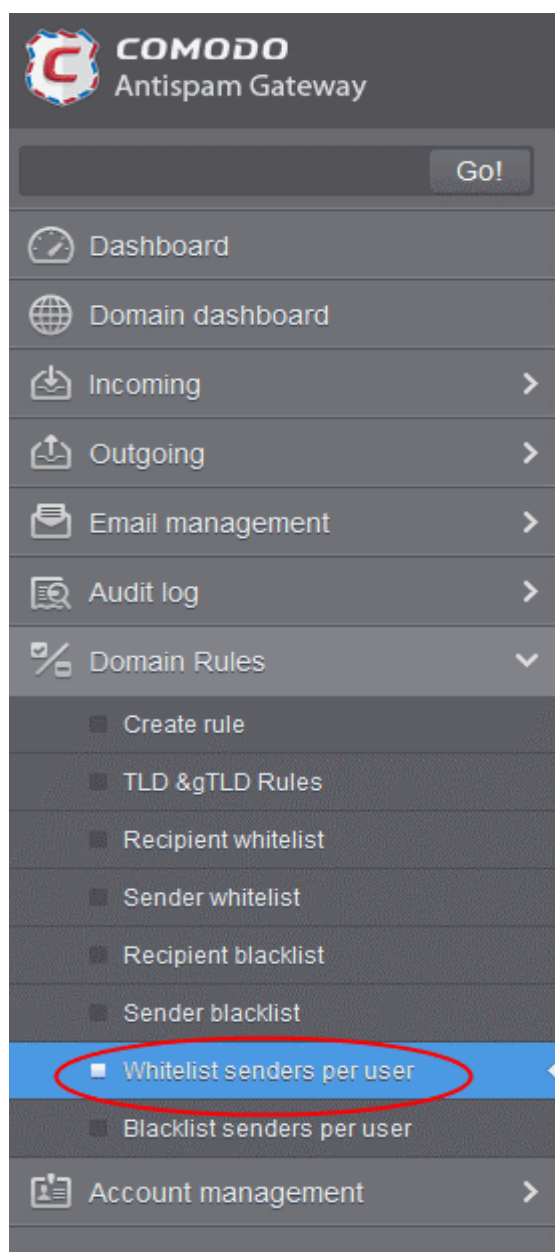 COMODO
Antispam Gateway
Go!
Dashboard
Domain dashboard
Incoming
Outgoing
Email management
Audit log
Domain Rules
Create rule
TLD &gTLD Rules
Recipient whitelist
Sender whitelist
Recipient blacklist
Sender blacklist
Whitelist senders per user
Blacklist senders per user
Account management